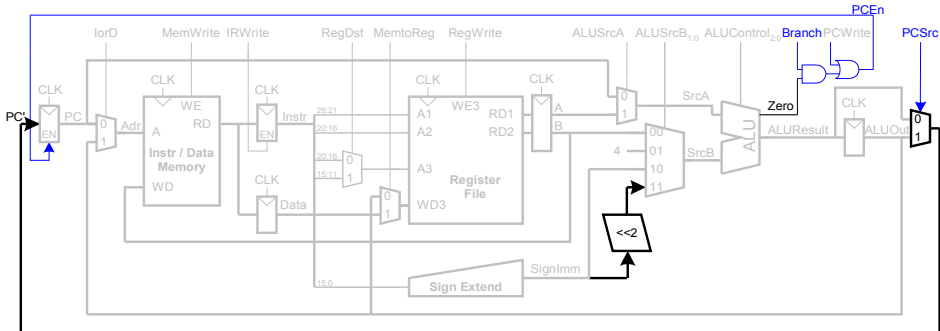 PCEn
IorD MemWrite IRWrite RegDst MemtoReg RegWrite ALUSrcA ALUSrcB1:0 ALUControl2:0 Branch PCWrite PCSrc
CLK CLK CLK CLK CLK CLK
PC' EN PC 0 1 Adr
WE
A RD
Instr / Data
Memory
WD
EN Instr
CLK
Data
25:21
20:16
20:16
15:11
15:0
0
1
0
1
WE3
A1 RD1
A2 RD2
A3
Register
File
WD3
A
B
0
1
SrcA
4
00
01
10
11
SrcB
ALU
Zero
ALUResult
ALUOut
0
1
<<2
SignImm
Sign Extend